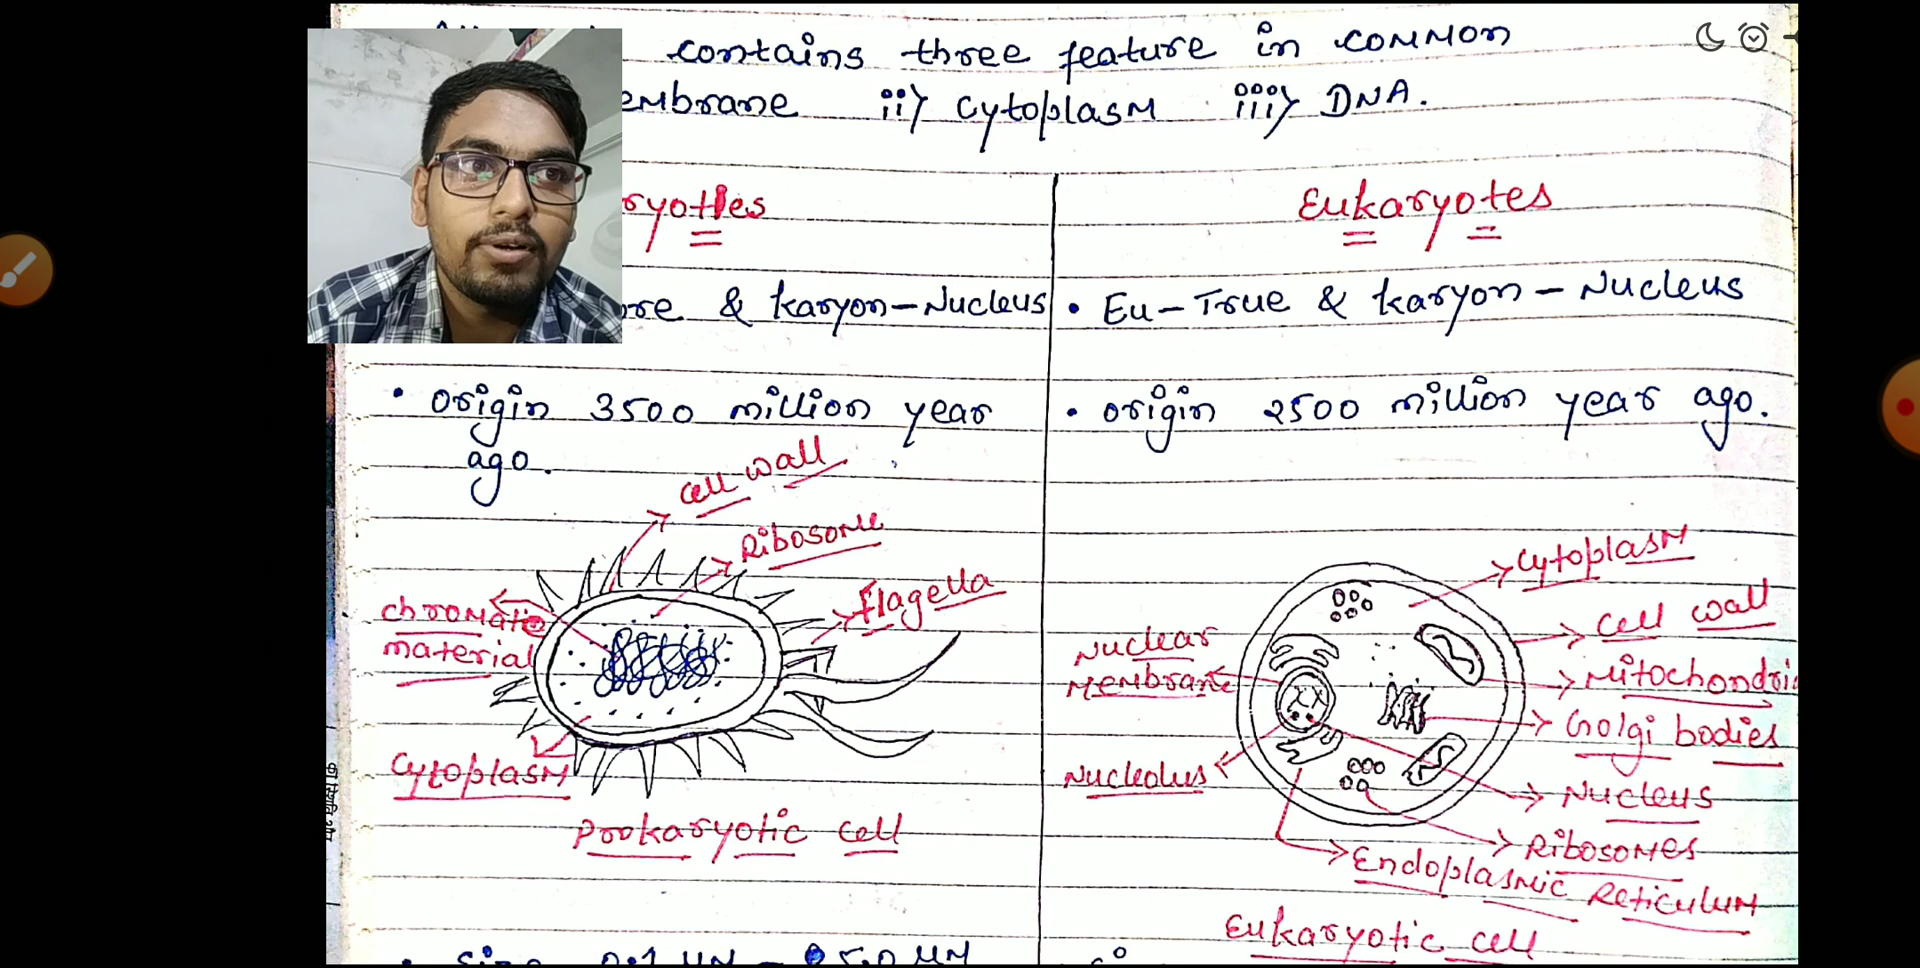 contains three feature in common
embrane ii) Cytoplasm iii) DNA.
ryotes
Eukaryotes
ore & karyon-Nucleus
• Eu-True & karyon-Nucleus
• origin 3500 million year
ago.
• origin 2500 million year ago.
cell wall
Ribosome
Flagella
material
Cytoplasm
Prokaryotic cell
Cytoplasm
Cell wall
Nuclear
Membrane
Mitochondri
Golgi bodies
Nucleolus
Nucleus
Ribosomes
Endoplasmic Reticulum
Eukaryotic cell